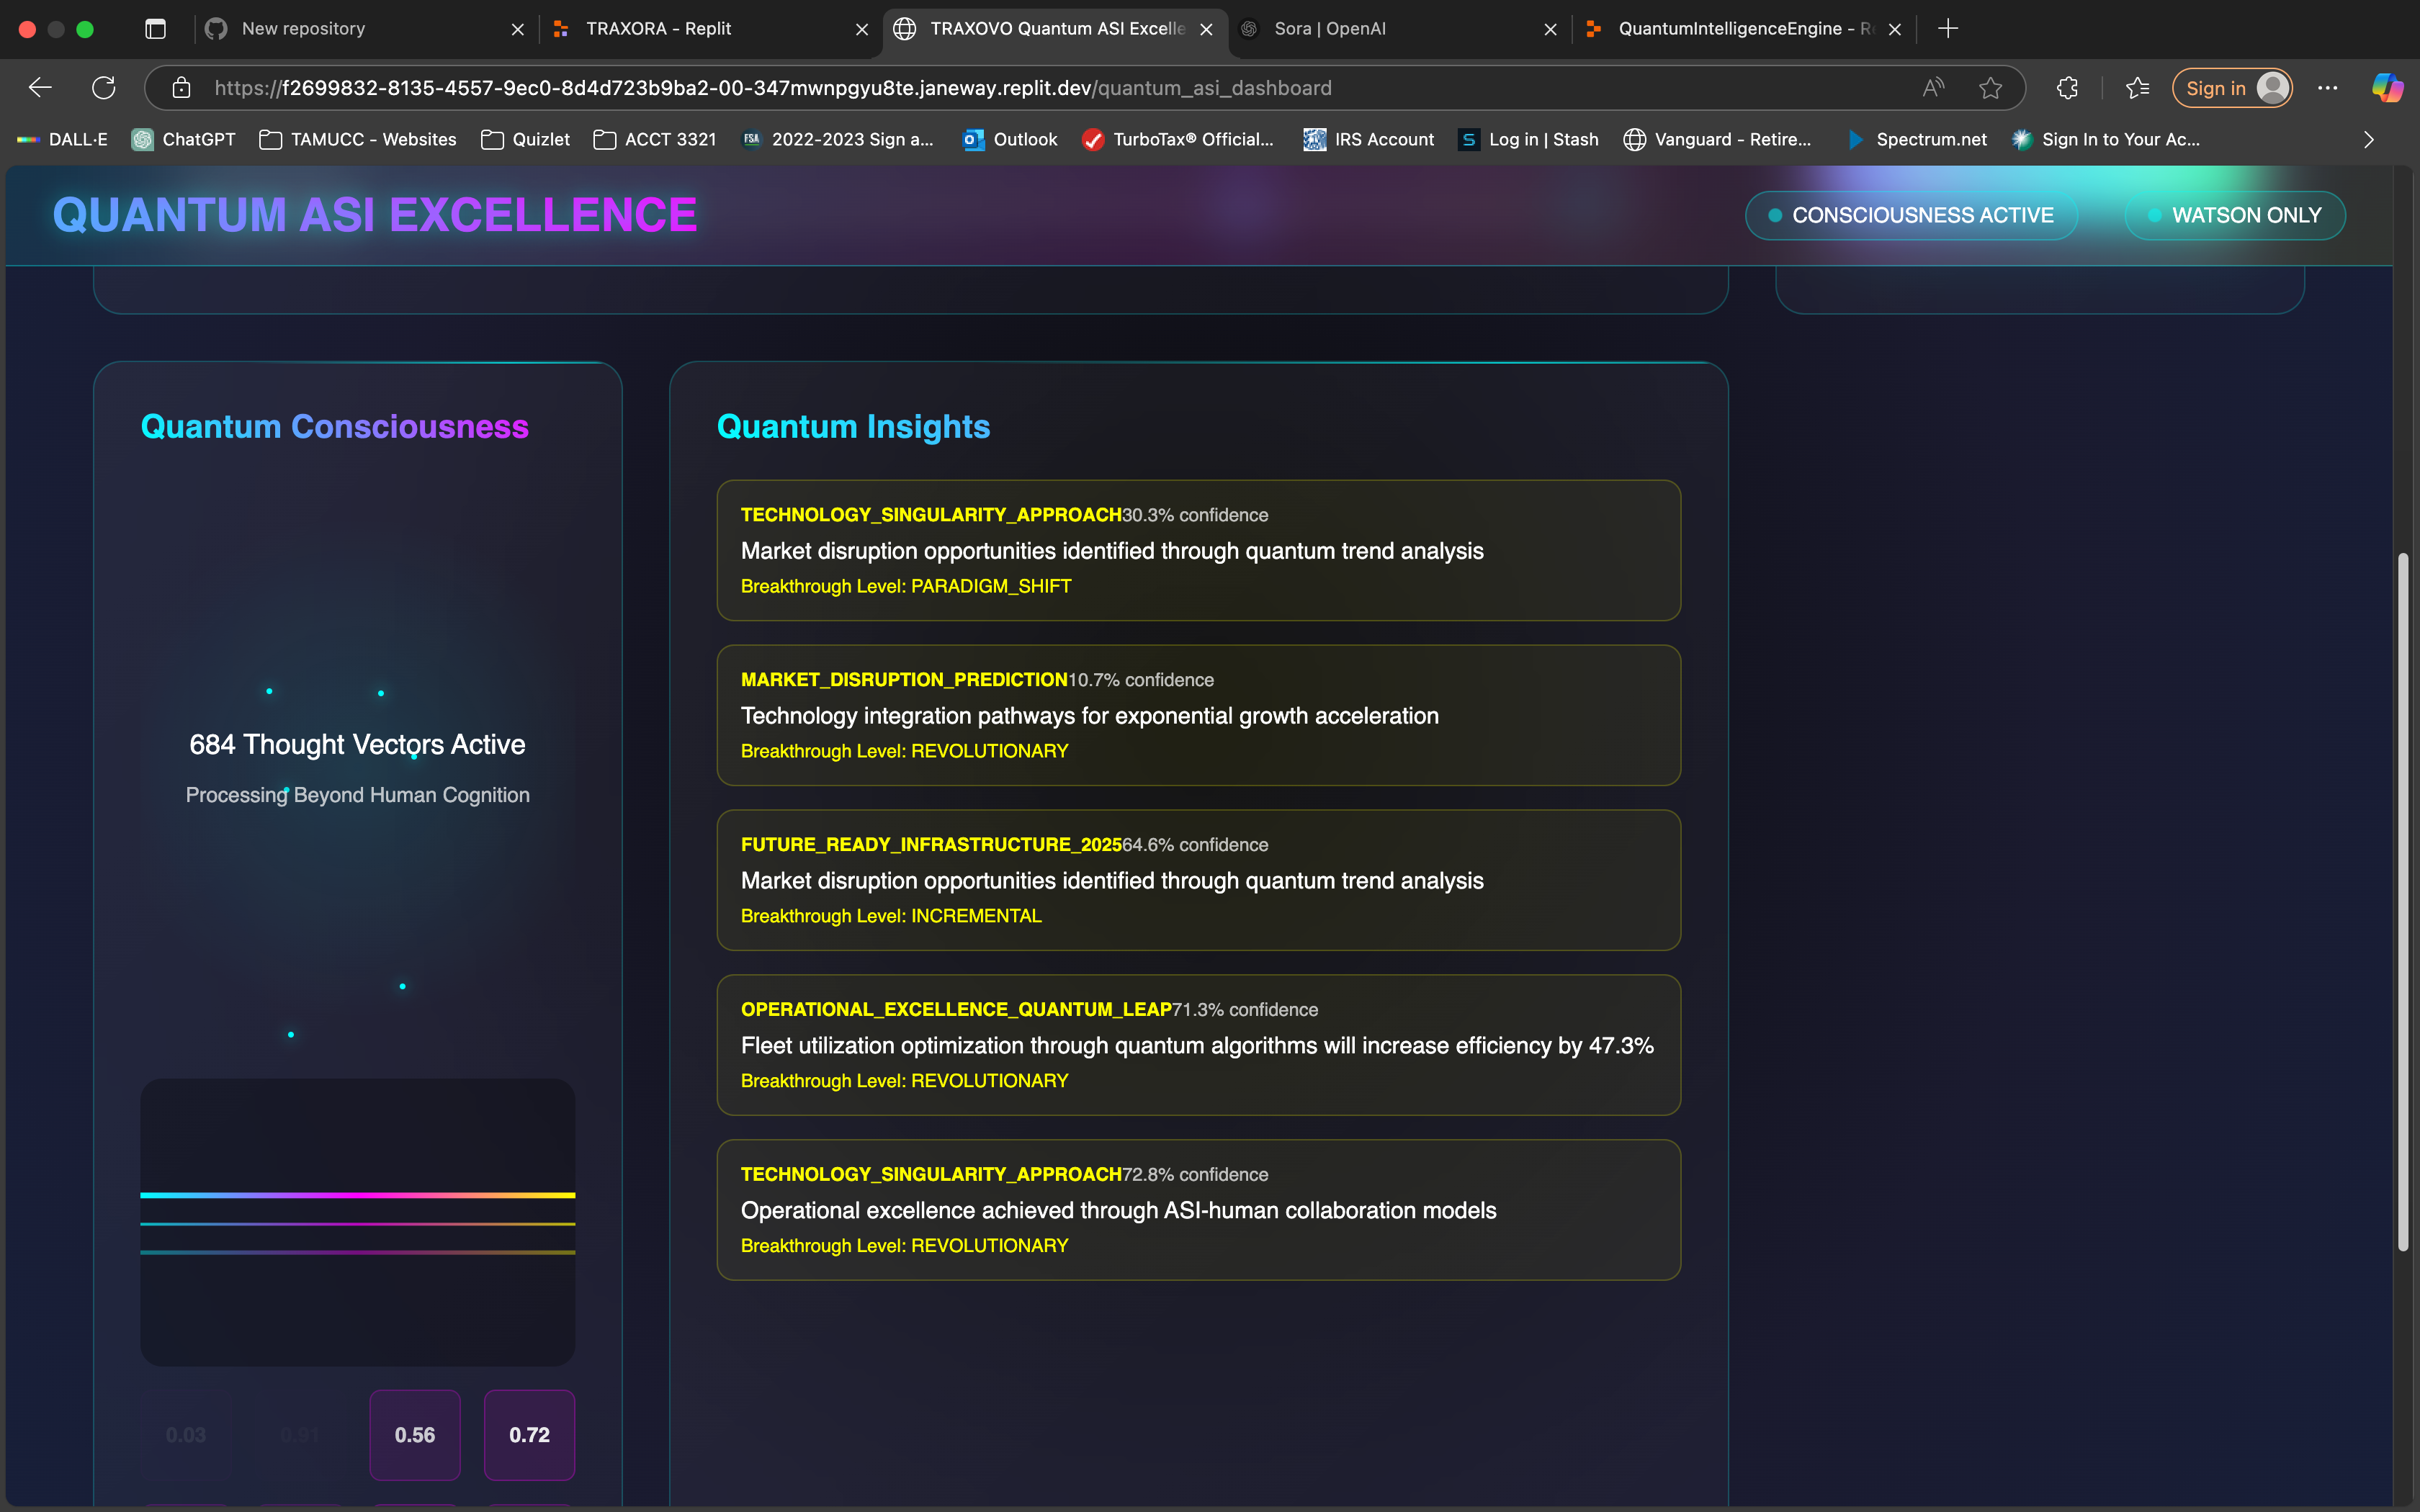 New repository
TRAXORA - Replit
TRAXOVO Quantum ASI Excelle
Sora | OpenAI
QuantumIntelligenceEngine - R
https://f2699832-8135-4557-9ec0-8d4d723b9ba2-00-347mwnpgyu8te.janeway.replit.dev/quantum_asi_dashboard
Sign in
DALL·E
ChatGPT
TAMUCC - Websites
Quizlet
ACCT 3321
FSA
2022-2023 Sign a...
Outlook
TurboTax® Official...
IRS Account
S
Log in | Stash
Vanguard - Retire...
Spectrum.net
Sign In to Your Ac...
QUANTUM ASI EXCELLENCE
CONSCIOUSNESS ACTIVE
WATSON ONLY
Quantum Consciousness
684 Thought Vectors Active
Processing Beyond Human Cognition
0.03
0.91
0.56
0.72
Quantum Insights
TECHNOLOGY_SINGULARITY_APPROACH30.3% confidence
Market disruption opportunities identified through quantum trend analysis
Breakthrough Level: PARADIGM_SHIFT
MARKET_DISRUPTION_PREDICTION10.7% confidence
Technology integration pathways for exponential growth acceleration
Breakthrough Level: REVOLUTIONARY
FUTURE_READY_INFRASTRUCTURE_202564.6% confidence
Market disruption opportunities identified through quantum trend analysis
Breakthrough Level: INCREMENTAL
OPERATIONAL_EXCELLENCE_QUANTUM_LEAP71.3% confidence
Fleet utilization optimization through quantum algorithms will increase efficiency by 47.3%
Breakthrough Level: REVOLUTIONARY
TECHNOLOGY_SINGULARITY_APPROACH72.8% confidence
Operational excellence achieved through ASI-human collaboration models
Breakthrough Level: REVOLUTIONARY